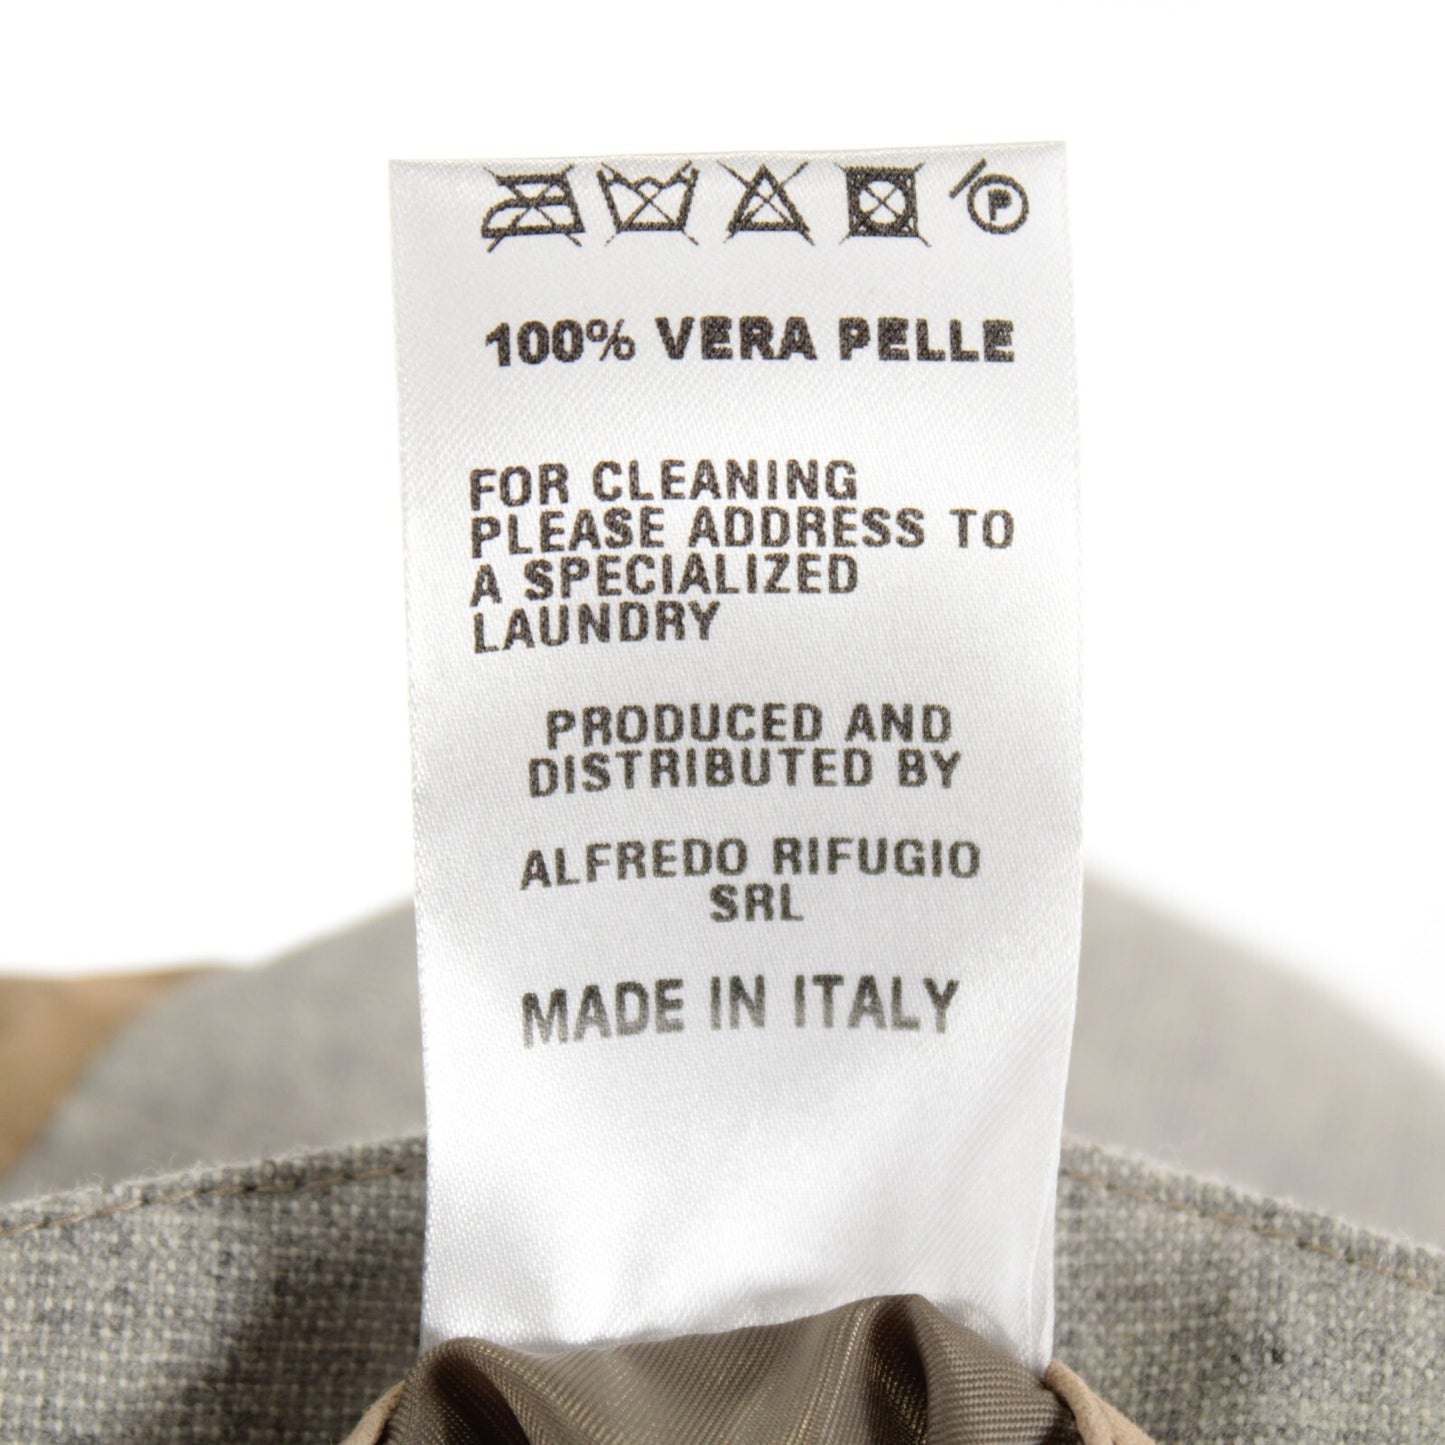 P
100% VERA PELLE
FOR CLEANING
PLEASE ADDRESS TO
A SPECIALIZED
LAUNDRY
PRODUCED AND
DISTRIBUTED BY
ALFREDO RIFUGIO
SRL
MADE IN ITALY